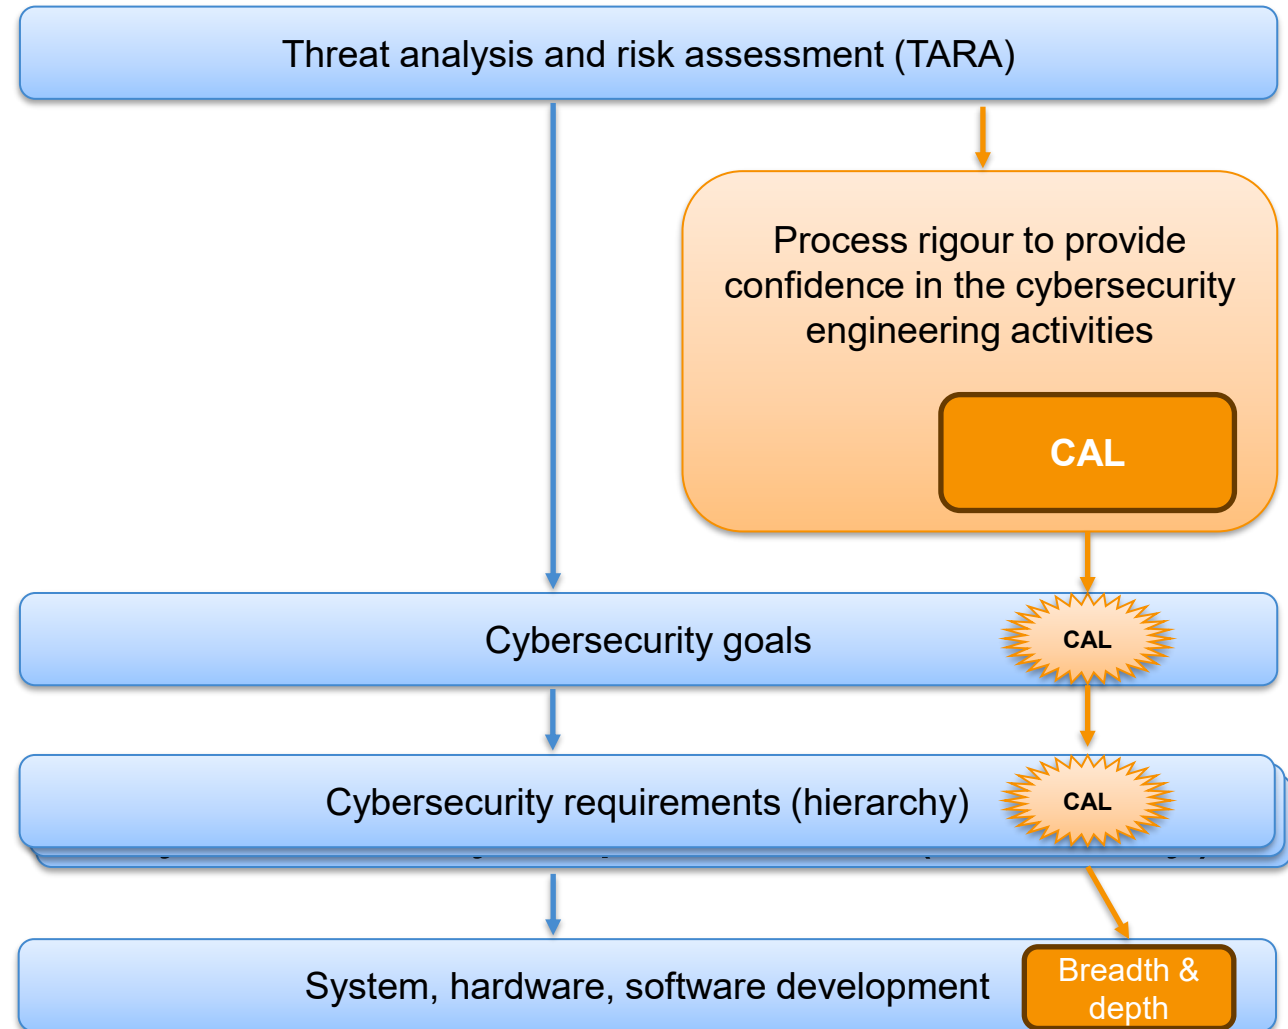 Threat analysis and risk assessment (TARA)
Process rigour to provide
confidence in the cybersecurity
engineering activities
CAL
Cybersecurity goals
CAL
Cybersecurity requirements (hierarchy)
CAL
System, hardware, software development
Breadth &
depth